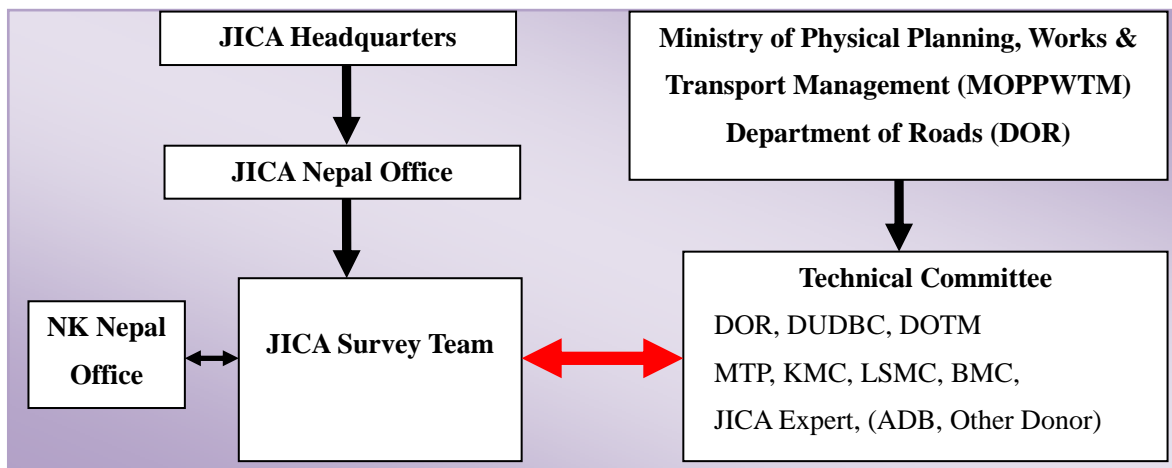 JICA Headquarters
JICA Nepal Office
NK Nepal
Office
JICA Survey Team
Ministry of Physical Planning, Works &
Transport Management (MOPPWTM)
Department of Roads (DOR)
Technical Committee
DOR, DUDBC, DOTM
MTP, KMC, LSMC, BMC,
JICA Expert, (ADB, Other Donor)